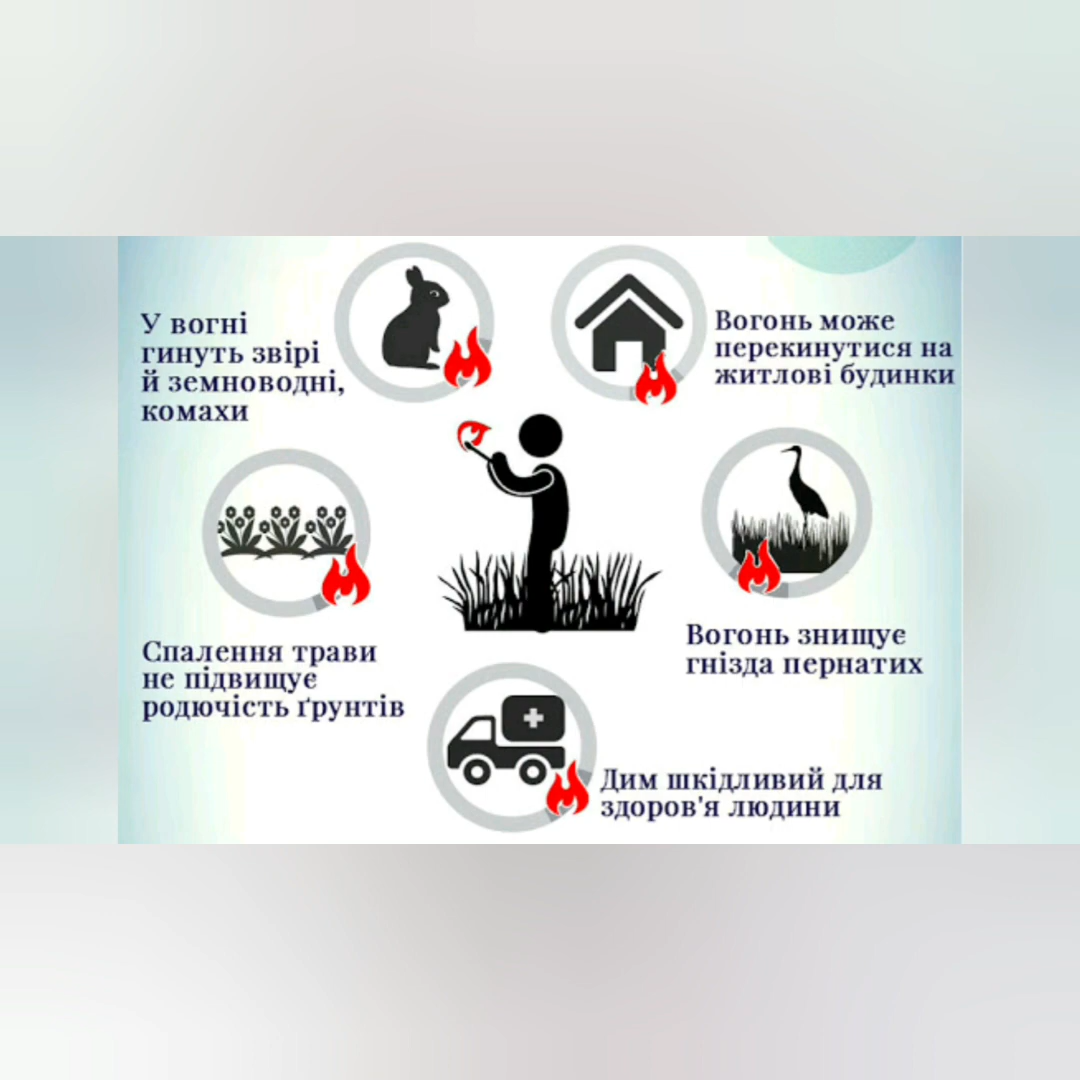 У вогні
гинуть звірі
й земноводні,
комахи
Вогонь може
перекинутися на
житлові будинки
Спалення трави
не підвищує
родючість ґрунтів
Вогонь знищує
гнізда пернатих
Дим шкідливий для
здоров'я людини